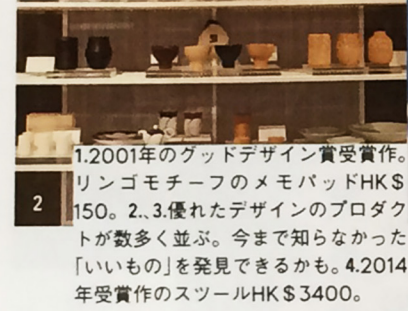 1.2001年のグッドデザイン賞受賞作。
リンゴモチーフのメモパッドHK$
150。2.、3.優れたデザインのプロダク
トが数多く並ぶ。今まで知らなかった
「いいもの」を発見できるかも。4.2014
年受賞作のスツールHK$3400。
2